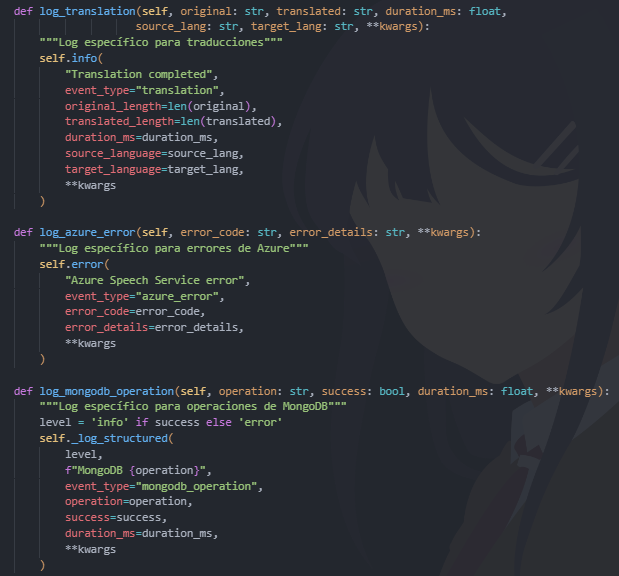 def log_translation(self, original: str, translated: str, duration_ms: float,
                   source_lang: str, target_lang: str, **kwargs):
    """Log específico para traducciones"""
    self.info(
        "Translation completed",
        event_type="translation",
        original_length=len(original),
        translated_length=len(translated),
        duration_ms=duration_ms,
        source_language=source_lang,
        target_language=target_lang,
        **kwargs
    )

def log_azure_error(self, error_code: str, error_details: str, **kwargs):
    """Log específico para errores de Azure"""
    self.error(
        "Azure Speech Service error",
        event_type="azure_error",
        error_code=error_code,
        error_details=error_details,
        **kwargs
    )

def log_mongodb_operation(self, operation: str, success: bool, duration_ms: float, **kwargs):
    """Log específico para operaciones de MongoDB"""
    level = 'info' if success else 'error'
    self._log_structured(
        level,
        f"MongoDB {operation}",
        event_type="mongodb_operation",
        operation=operation,
        success=success,
        duration_ms=duration_ms,
        **kwargs
    )